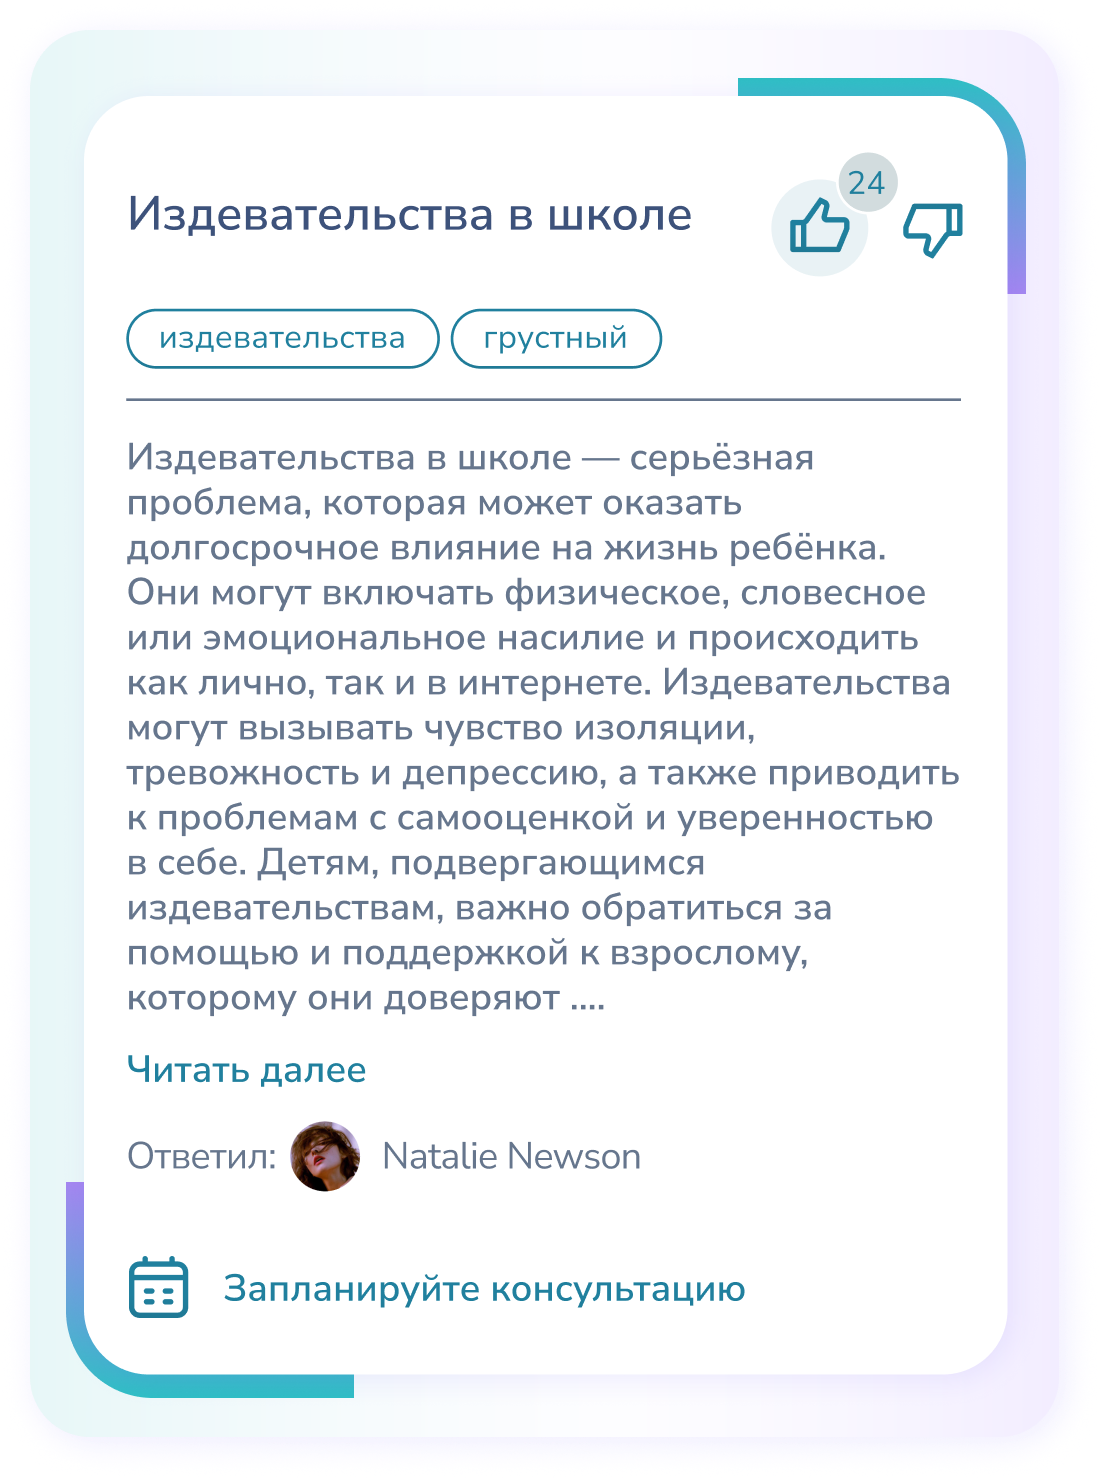 Издевательства в школе
24
издевательства
грустный
Издевательства в школе — серьёзная
проблема, которая может оказать
долгосрочное влияние на жизнь ребёнка.
Они могут включать физическое, словесное
или эмоциональное насилие и происходить
как лично, так и в интернете. Издевательства
могут вызывать чувство изоляции,
тревожность и депрессию, а также приводить
к проблемам с самооценкой и уверенностью
в себе. Детям, подвергающимся
издевательствам, важно обратиться за
помощью и поддержкой к взрослому,
которому они доверяют ....
Читать далее
Ответил: Natalie Newson
Запланируйте консультацию